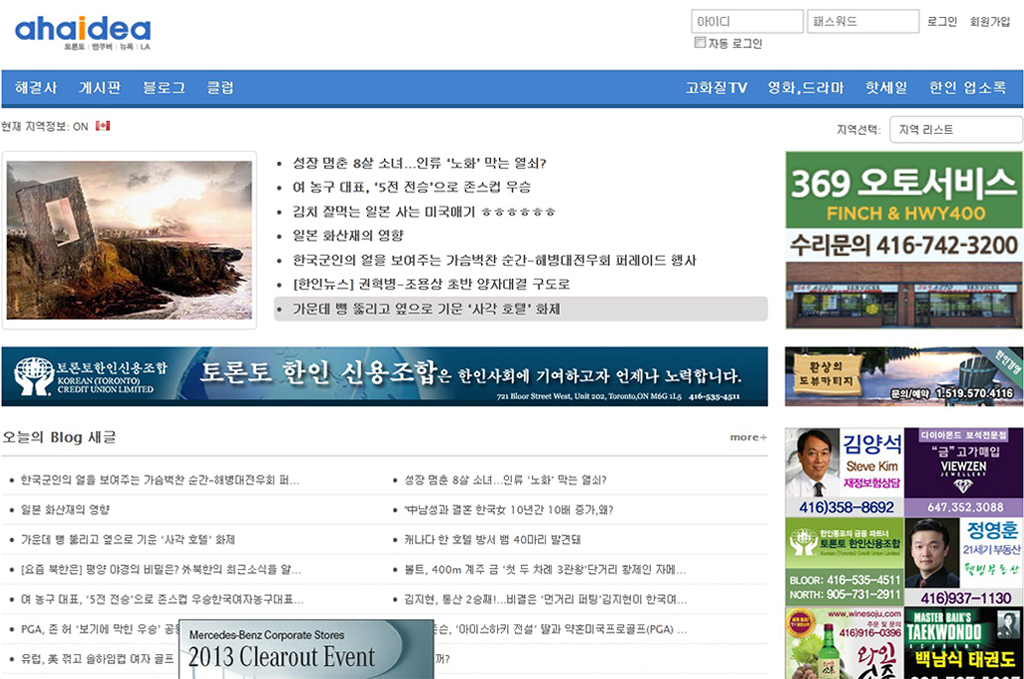 ahaidea
토론토 | 밴쿠버 | 뉴욕 | LA
아이디
패스워드
로그인 회원가입
자동 로그인
해결사 게시판 블로그 클럽 고화질TV 영화,드라마 핫세일 한인 업소록
현재 지역정보: ON
지역선택: 지역 리스트
• 성장 멈춘 8살 소녀...인류 '노화' 막는 열쇠?
• 여 농구 대표, '5전 전승'으로 존스컵 우승
• 김치 잘먹는 일본 사는 미국애기 ㅎㅎㅎㅎㅎㅎ
• 일본 화산재의 영향
• 한국군인의 얼을 보여주는 가슴벅찬 순간-해병대전우회 퍼레이드 행사
• [한인뉴스] 권혁병-조용상 초반 양자대결 구도로
• 가운데 뻥 뚫리고 옆으로 기운 '사각 호텔' 화제
369 오토서비스
FINCH & HWY400
수리문의 416-742-3200
토론토한인신용조합
KOREAN (TORONTO)
CREDIT UNION LIMITED
토론토 한인 신용조합은 한인사회에 기여하고자 언제나 노력합니다.
721 Bloor Street West, Unit 202, Toronto,ON M6G 1L5 416-535-4511
환상의
도뷰카티지
한인경영
문의/예약 1.519.570.4116
오늘의 Blog 새글
more+
• 한국군인의 얼을 보여주는 가슴벅찬 순간-해병대전우회 퍼...
• 일본 화산재의 영향
• 가운데 뻥 뚫리고 옆으로 기운 '사각 호텔' 화제
• [요즘 북한은] 평양 야경의 비밀은? 외북한의 최근소식을 알...
• 여 농구 대표, '5전 전승'으로 존스컵 우승한국여자농구대표...
• PGA, 존 허 '보기에 막힌 우승' 공동
• 유럽, 美 꺾고 솔하임컵 여자 골프
• 성장 멈춘 8살 소녀...인류 '노화' 막는 열쇠?
• "中남성과 결혼 한국女 10년간 10배 증가,왜?
• 캐나다 한 호텔 방서 뱀 40마리 발견돼
• 볼트, 400m 계주 금 '첫 두 차례 3관왕'단거리 황제인 자메...
• 김지현, 통산 2승째!...비결은 '먼거리 퍼팅'김지현이 한국여...
존슨, '아이스하키 전설' 딸과 약혼미국프로골프(PGA) ...
꺼?
Mercedes-Benz Corporate Stores
2013 Clearout Event
김양석
Steve Kim
재정보험상담
416)358-8692
다이아몬드 보석전문점
"금"고가매입
VIEWZEN
JEWELLERY
647.352.3088
한인동포의 금융 파트너
토론토 한인신용조합
Korean (Toronto) Credit Union Limited
BLOOR: 416-535-4511
NORTH: 905-731-2911
정영훈
21세기 부동산
웰빙부동산
416)937-1130
www.winesoju.com
주문 및 문의
416)916-0396
와인
소주
MASTER BAIK'S
TAEKWONDO
ACADEMY
백남식 태권도